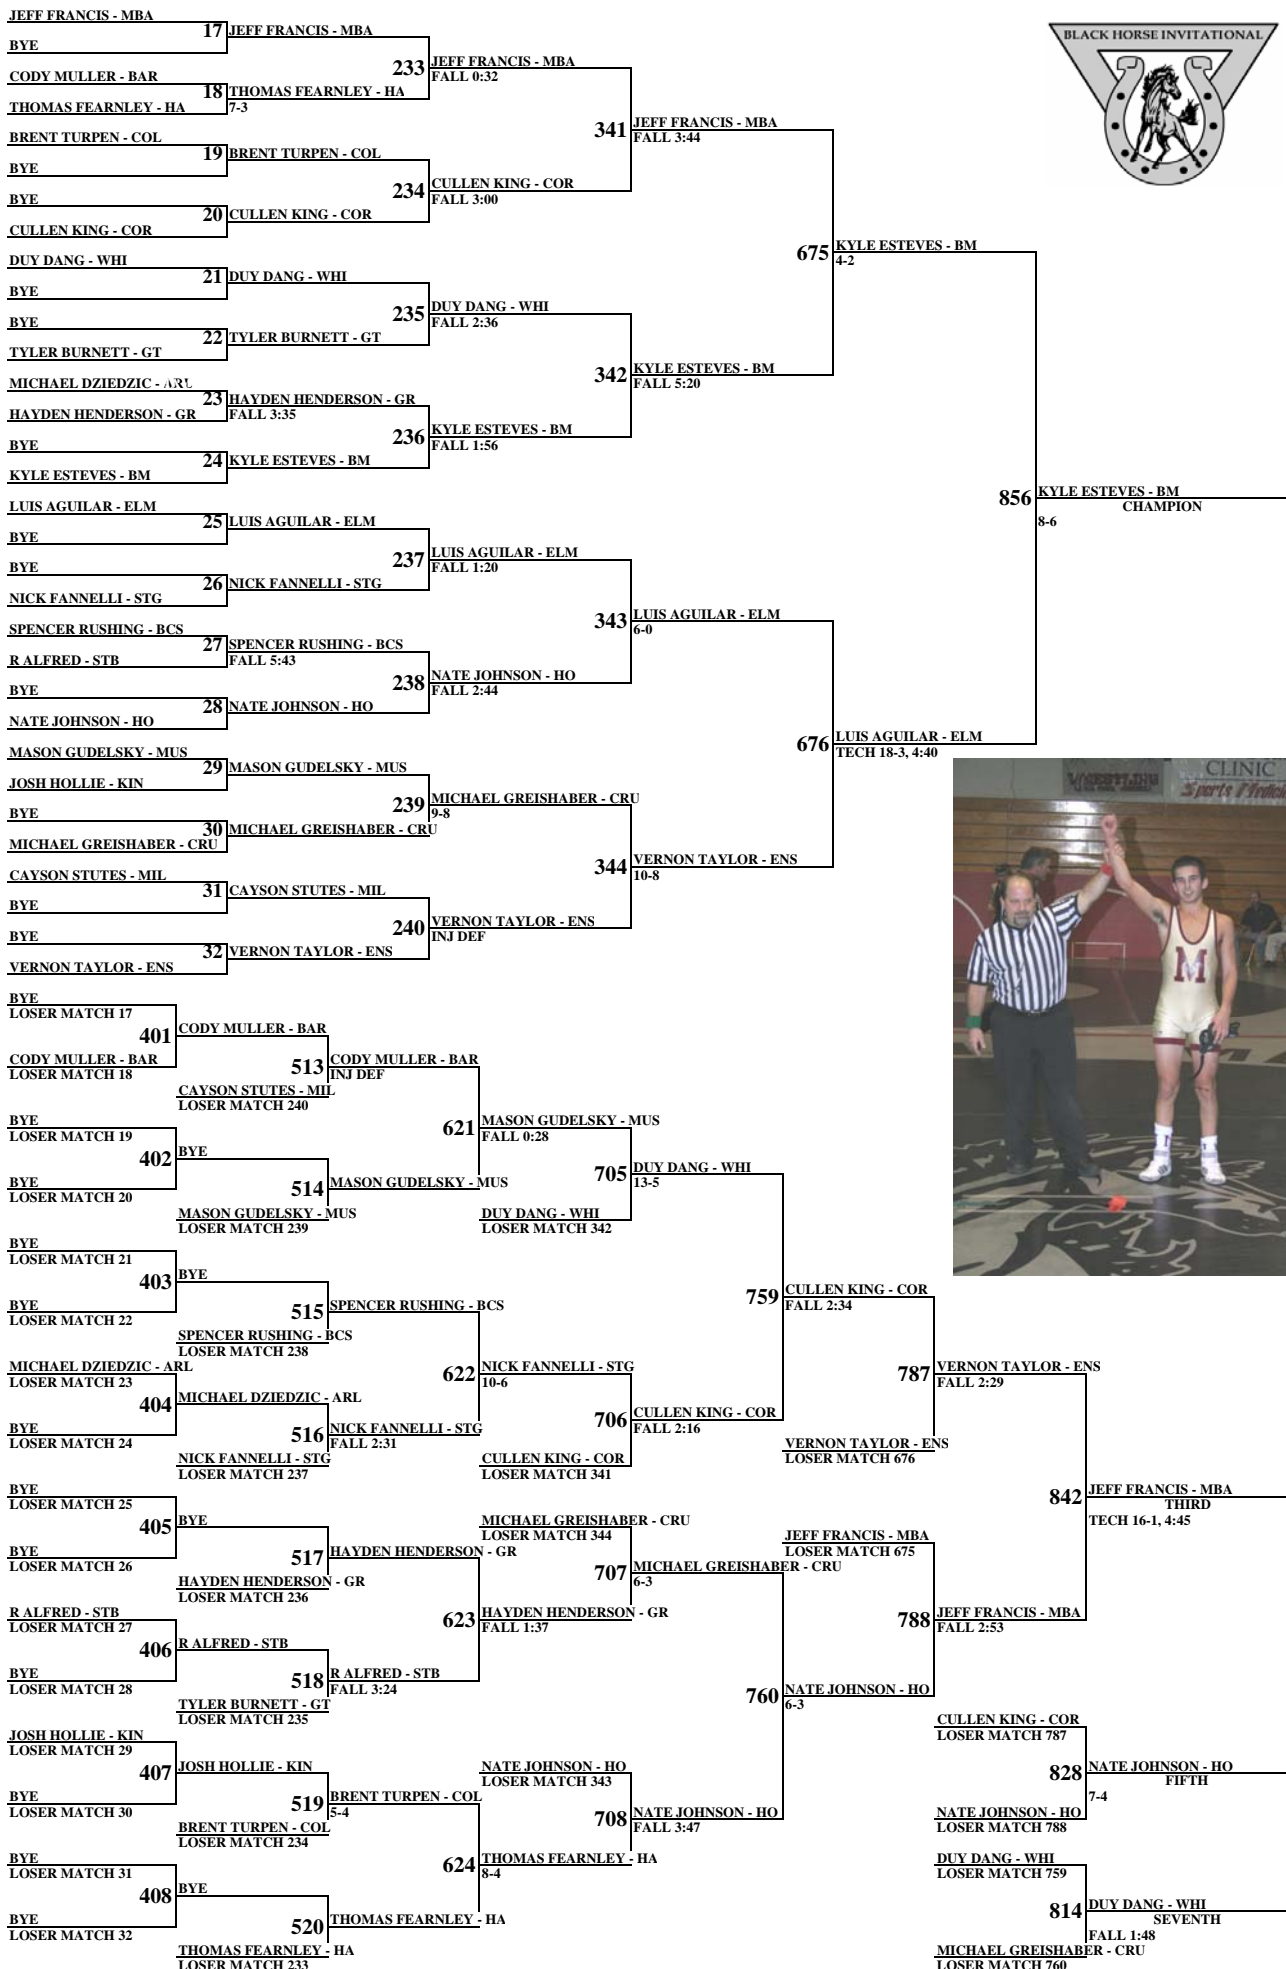 BLACK HORSE INVITATIONAL
JEFF FRANCIS - MBA
17
JEFF FRANCIS - MBA
BYE
233
JEFF FRANCIS - MBA
FALL 0:32
CODY MULLER - BAR
18
THOMAS FEARNLEY - HA
7-3
THOMAS FEARNLEY - HA
341
JEFF FRANCIS - MBA
FALL 3:44
BRENT TURPEN - COL
19
BRENT TURPEN - COL
BYE
234
CULLEN KING - COR
FALL 3:00
BYE
20
CULLEN KING - COR
CULLEN KING - COR
675
KYLE ESTEVES - BM
4-2
DUY DANG - WHI
21
DUY DANG - WHI
BYE
235
DUY DANG - WHI
FALL 2:36
BYE
22
TYLER BURNETT - GT
TYLER BURNETT - GT
342
KYLE ESTEVES - BM
FALL 5:20
MICHAEL DZIEDZIC - ARL
23
HAYDEN HENDERSON - GR
FALL 3:35
HAYDEN HENDERSON - GR
236
KYLE ESTEVES - BM
FALL 1:56
BYE
24
KYLE ESTEVES - BM
KYLE ESTEVES - BM
856
KYLE ESTEVES - BM
CHAMPION
8-6
LUIS AGUILAR - ELM
25
LUIS AGUILAR - ELM
BYE
237
LUIS AGUILAR - ELM
FALL 1:20
BYE
26
NICK FANNELLI - STG
NICK FANNELLI - STG
343
LUIS AGUILAR - ELM
6-0
SPENCER RUSHING - BCS
27
SPENCER RUSHING - BCS
FALL 5:43
R ALFRED - STB
238
NATE JOHNSON - HO
FALL 2:44
BYE
28
NATE JOHNSON - HO
NATE JOHNSON - HO
676
LUIS AGUILAR - ELM
TECH 18-3, 4:40
MASON GUDELSKY - MUS
29
MASON GUDELSKY - MUS
JOSH HOLLIE - KIN
239
MICHAEL GREISHABER - CRU
9-8
BYE
30
MICHAEL GREISHABER - CRU
MICHAEL GREISHABER - CRU
344
VERNON TAYLOR - ENS
10-8
CAYSON STUTES - MIL
31
CAYSON STUTES - MIL
BYE
240
VERNON TAYLOR - ENS
INJ DEF
BYE
32
VERNON TAYLOR - ENS
VERNON TAYLOR - ENS
CLINIC
M
BYE
LOSER MATCH 17
401
CODY MULLER - BAR
CODY MULLER - BAR
LOSER MATCH 18
513
CODY MULLER - BAR
INJ DEF
CAYSON STUTES - MIL
LOSER MATCH 240
621
MASON GUDELSKY - MUS
FALL 0:28
BYE
LOSER MATCH 19
402
BYE
BYE
LOSER MATCH 20
514
MASON GUDELSKY - MUS
MASON GUDELSKY - MUS
LOSER MATCH 239
705
DUY DANG - WHI
13-5
DUY DANG - WHI
LOSER MATCH 342
BYE
LOSER MATCH 21
403
BYE
BYE
LOSER MATCH 22
515
SPENCER RUSHING - BCS
SPENCER RUSHING - BCS
LOSER MATCH 238
759
CULLEN KING - COR
FALL 2:34
MICHAEL DZIEDZIC - ARL
LOSER MATCH 23
404
MICHAEL DZIEDZIC - ARL
BYE
LOSER MATCH 24
622
NICK FANNELLI - STG
10-6
516
NICK FANNELLI - STG
FALL 2:31
NICK FANNELLI - STG
LOSER MATCH 237
706
CULLEN KING - COR
FALL 2:16
CULLEN KING - COR
LOSER MATCH 341
787
VERNON TAYLOR - ENS
FALL 2:29
VERNON TAYLOR - ENS
LOSER MATCH 676
842
JEFF FRANCIS - MBA
THIRD
TECH 16-1, 4:45
BYE
LOSER MATCH 25
405
BYE
BYE
LOSER MATCH 26
517
HAYDEN HENDERSON - GR
HAYDEN HENDERSON - GR
LOSER MATCH 236
MICHAEL GREISHABER - CRU
LOSER MATCH 344
707
MICHAEL GREISHABER - CRU
6-3
JEFF FRANCIS - MBA
LOSER MATCH 675
R ALFRED - STB
LOSER MATCH 27
406
R ALFRED - STB
BYE
LOSER MATCH 28
623
HAYDEN HENDERSON - GR
FALL 1:37
518
R ALFRED - STB
FALL 3:24
TYLER BURNETT - GT
LOSER MATCH 235
788
JEFF FRANCIS - MBA
FALL 2:53
760
NATE JOHNSON - HO
6-3
JOSH HOLLIE - KIN
LOSER MATCH 29
407
JOSH HOLLIE - KIN
BYE
LOSER MATCH 30
519
BRENT TURPEN - COL
5-4
BRENT TURPEN - COL
LOSER MATCH 234
NATE JOHNSON - HO
LOSER MATCH 343
708
NATE JOHNSON - HO
FALL 3:47
CULLEN KING - COR
LOSER MATCH 787
828
NATE JOHNSON - HO
FIFTH
7-4
NATE JOHNSON - HO
LOSER MATCH 788
BYE
LOSER MATCH 31
408
BYE
BYE
LOSER MATCH 32
624
THOMAS FEARNLEY - HA
8-4
520
THOMAS FEARNLEY - HA
THOMAS FEARNLEY - HA
LOSER MATCH 233
DUY DANG - WHI
LOSER MATCH 759
814
DUY DANG - WHI
SEVENTH
FALL 1:48
MICHAEL GREISHABER - CRU
LOSER MATCH 760